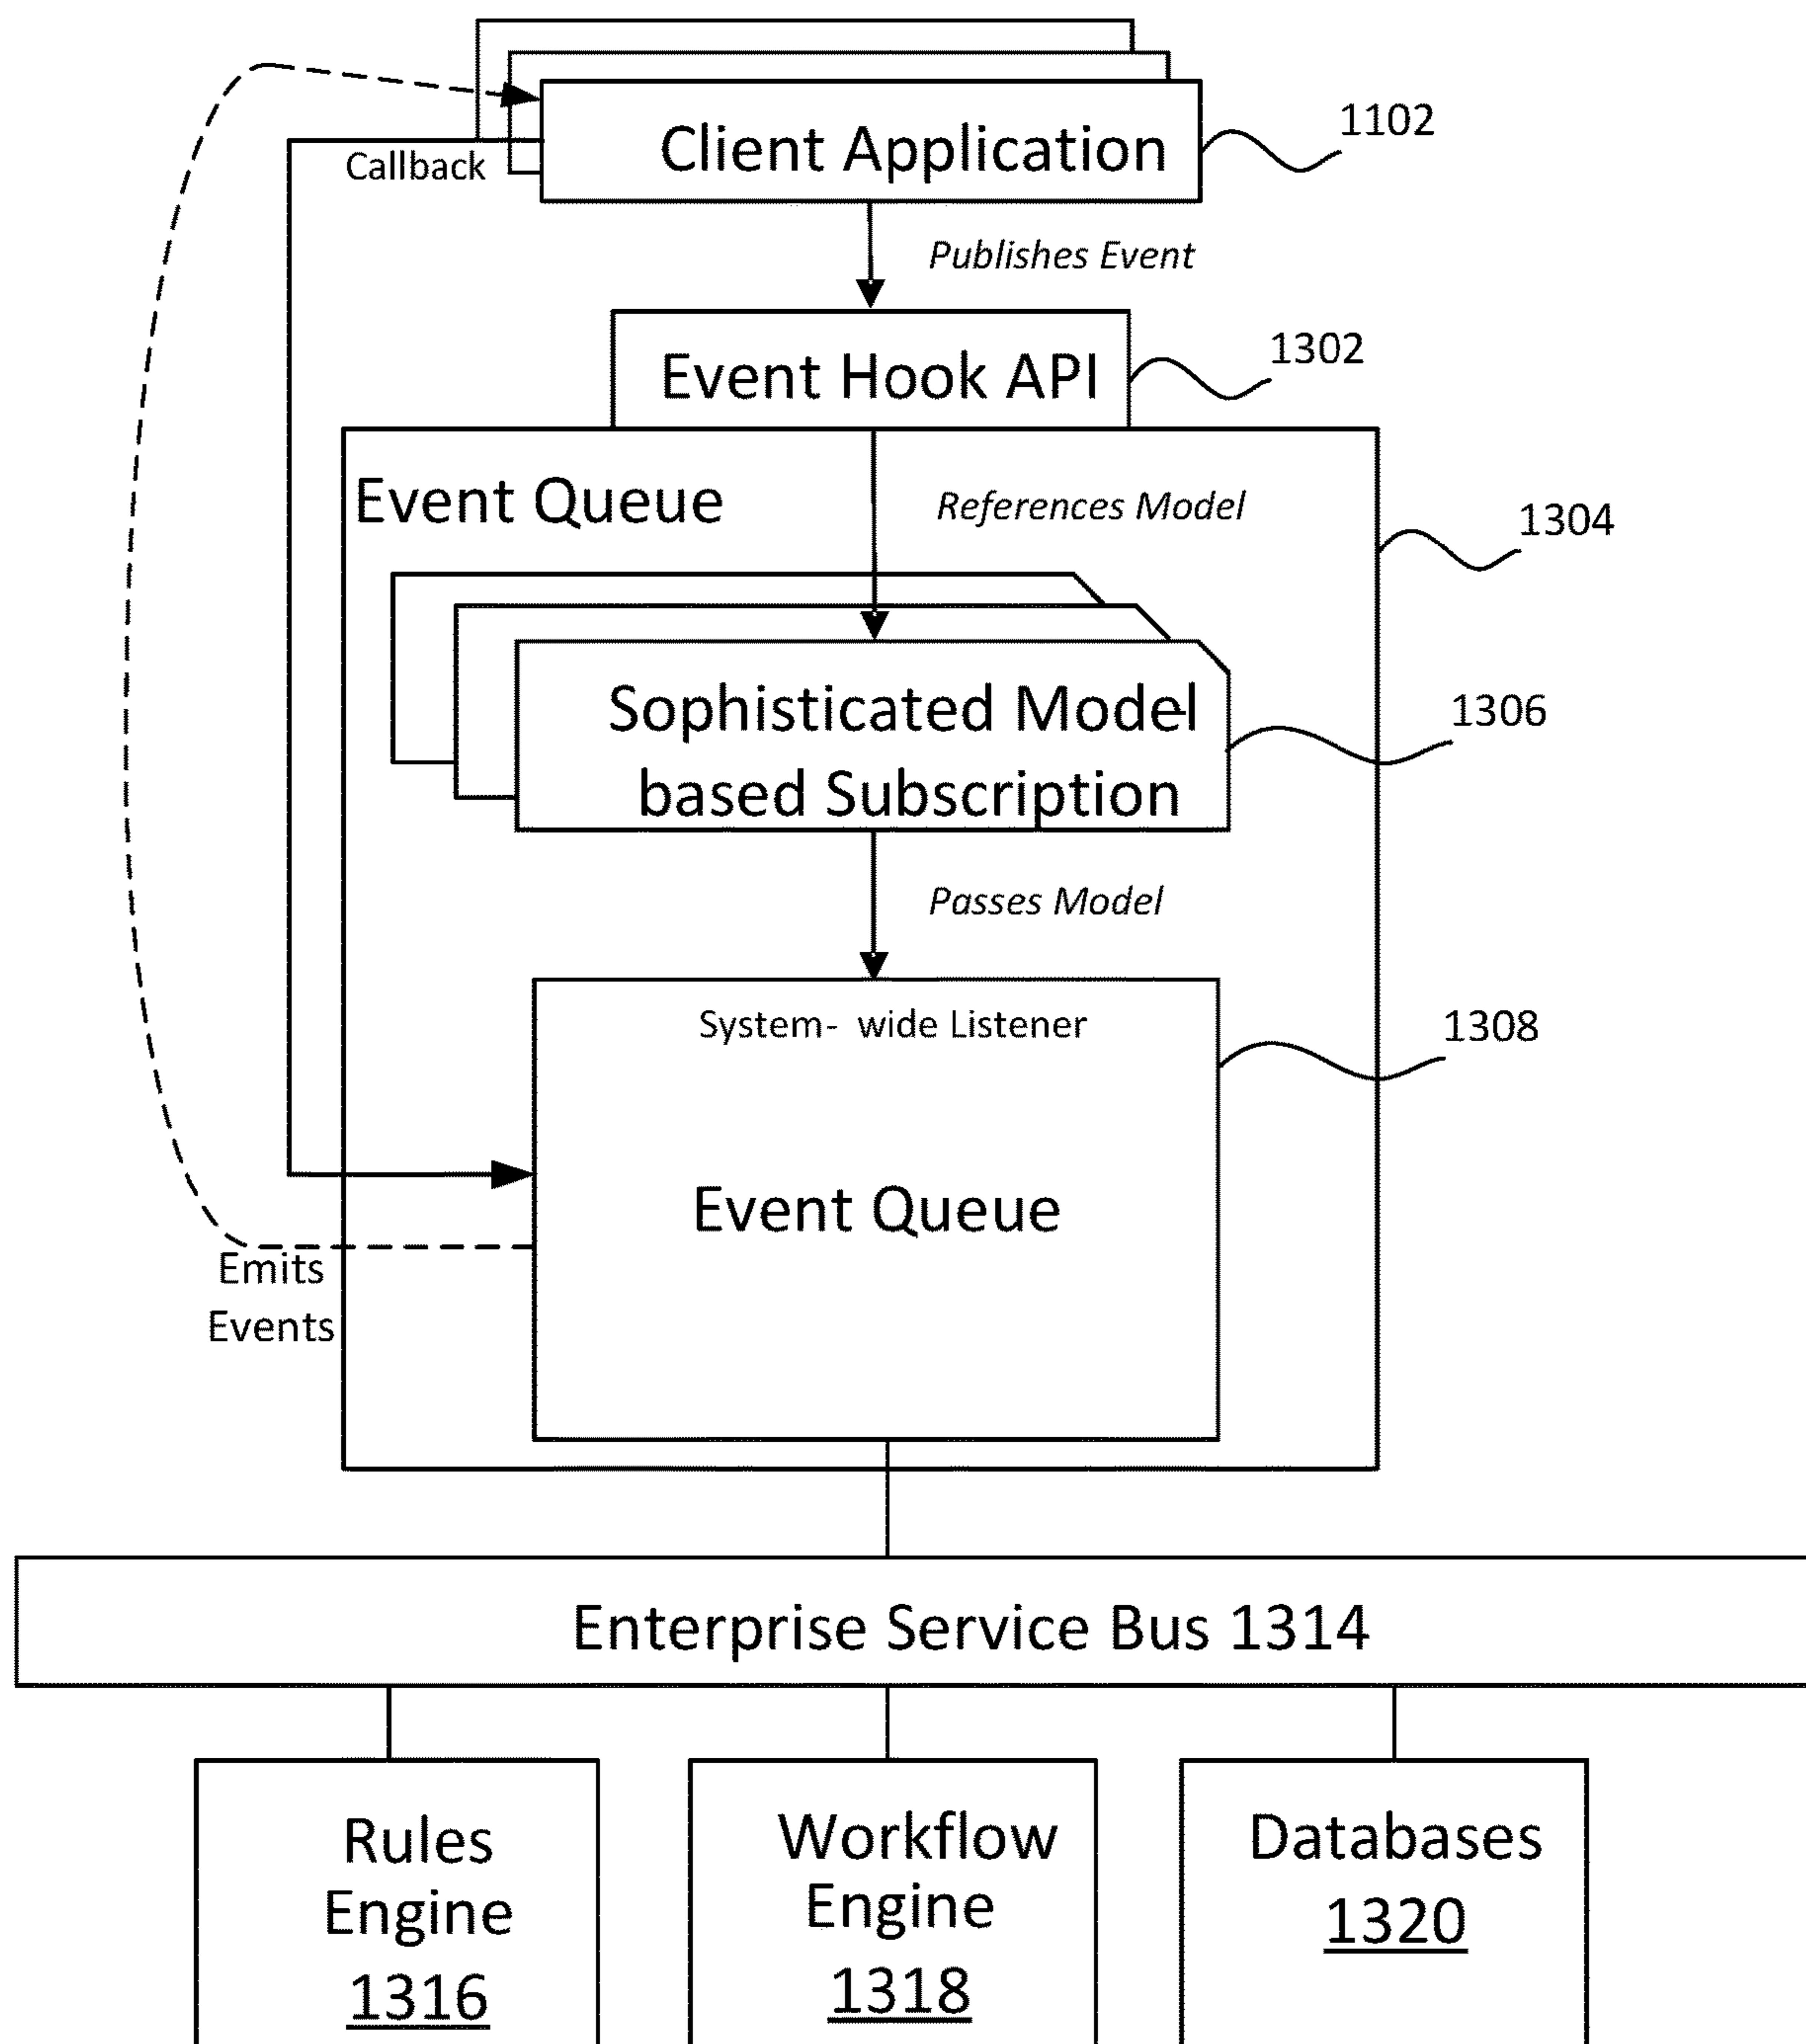 Client Application
1102
Callback
Publishes Event
Event Hook API
1302
Event Queue
References Model
1304
Sophisticated Model-
based Subscription
1306
Passes Model
System- wide Listener
1308
Event Queue
Emits
Events
Enterprise Service Bus 1314
Rules
Engine
1316
Workflow
Engine
1318
Databases
1320